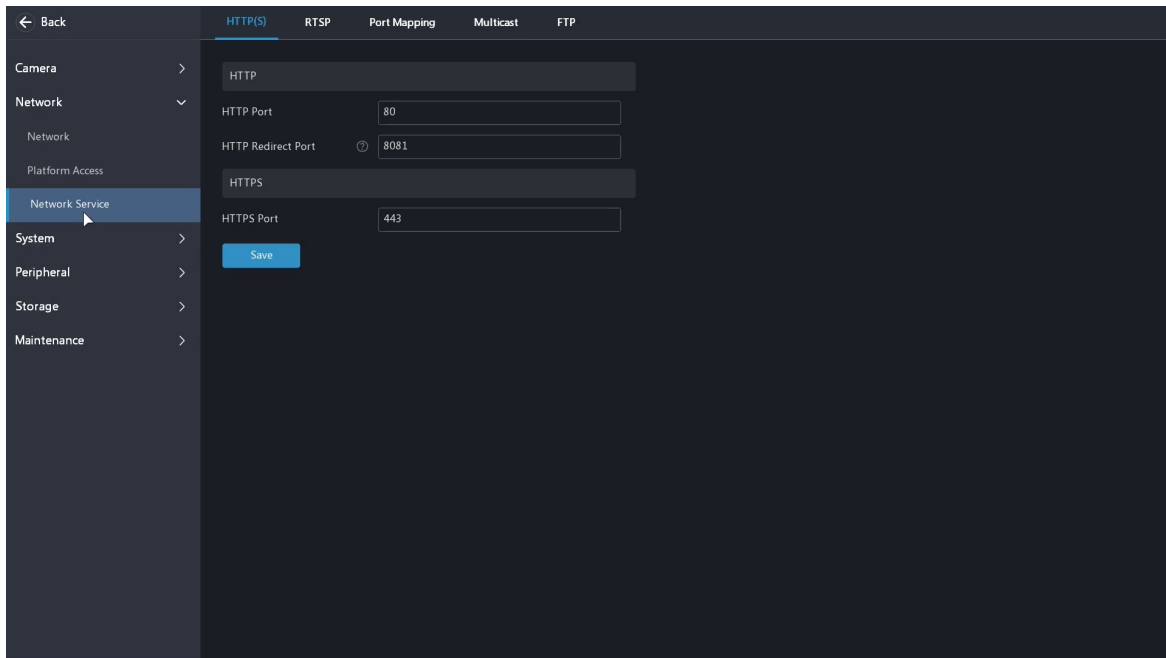 Back
HTTP(S) RTSP Port Mapping Multicast FTP
Camera
Network
Network
Platform Access
Network Service
System
Peripheral
Storage
Maintenance
HTTP
HTTP Port 80
HTTP Redirect Port ? 8081
HTTPS
HTTPS Port 443
Save